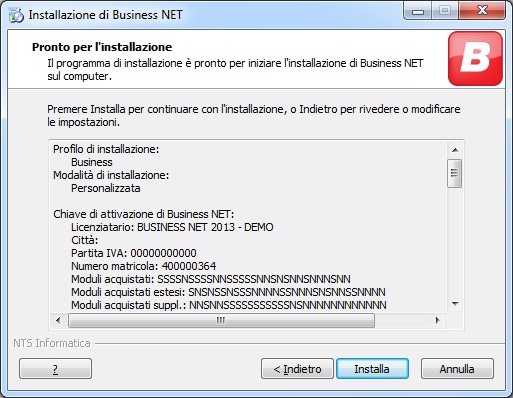 Installazione di Business NET
Pronto per l'installazione
Il programma di installazione è pronto per iniziare l'installazione di Business NET
sul computer.
B
Premere Installa per continuare con l'installazione, o Indietro per rivedere o modificare
le impostazioni.
Profilo di installazione:
Business
Modalità di installazione:
Personalizzata
Chiave di attivazione di Business NET:
Licenziatario: BUSINESS NET 2013 - DEMO
Città:
Partita IVA: 00000000000
Numero matricola: 400000364
Moduli acquistati: SSSSNSSSSNNSSSSSNNSNSNNSNNNSNN
Moduli acquistati estesi: SNSNSSNSSSNNNNSSNNNSNSNNSSNNNN
Moduli acquistati suppl.: NNSNNSSSSSSSSSSNSNNNNNNNNNNNN
NTS Informatica
?
< Indietro
Installa
Annulla